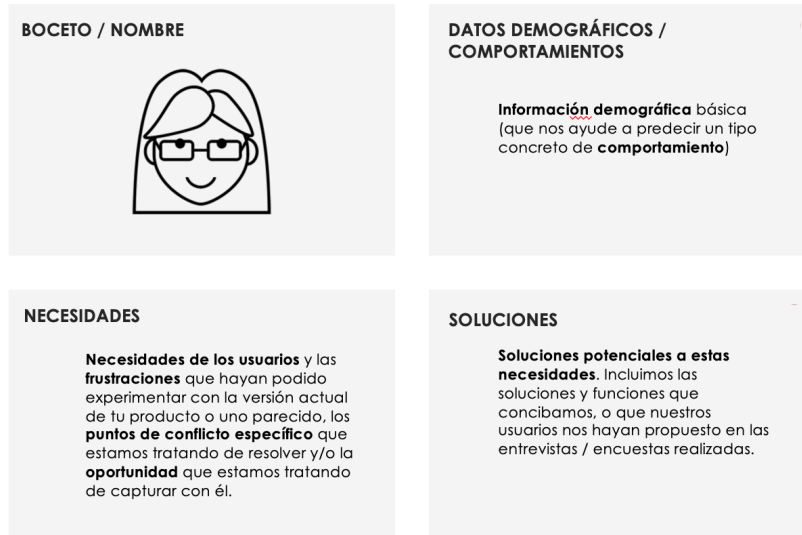 BOCETO / NOMBRE
DATOS DEMOGRÁFICOS /
COMPORTAMIENTOS
Información demográfica básica
(que nos ayude a predecir un tipo
concreto de comportamiento)
NECESIDADES
Necesidades de los usuarios y las
frustraciones que hayan podido
experimentar con la versión actual
de tu producto o uno parecido, los
puntos de conflicto específico que
estamos tratando de resolver y/o la
oportunidad que estamos tratando
de capturar con él.
SOLUCIONES
Soluciones potenciales a estas
necesidades. Incluimos las
soluciones y funciones que
concibamos, o que nuestros
usuarios nos hayan propuesto en las
entrevistas / encuestas realizadas.